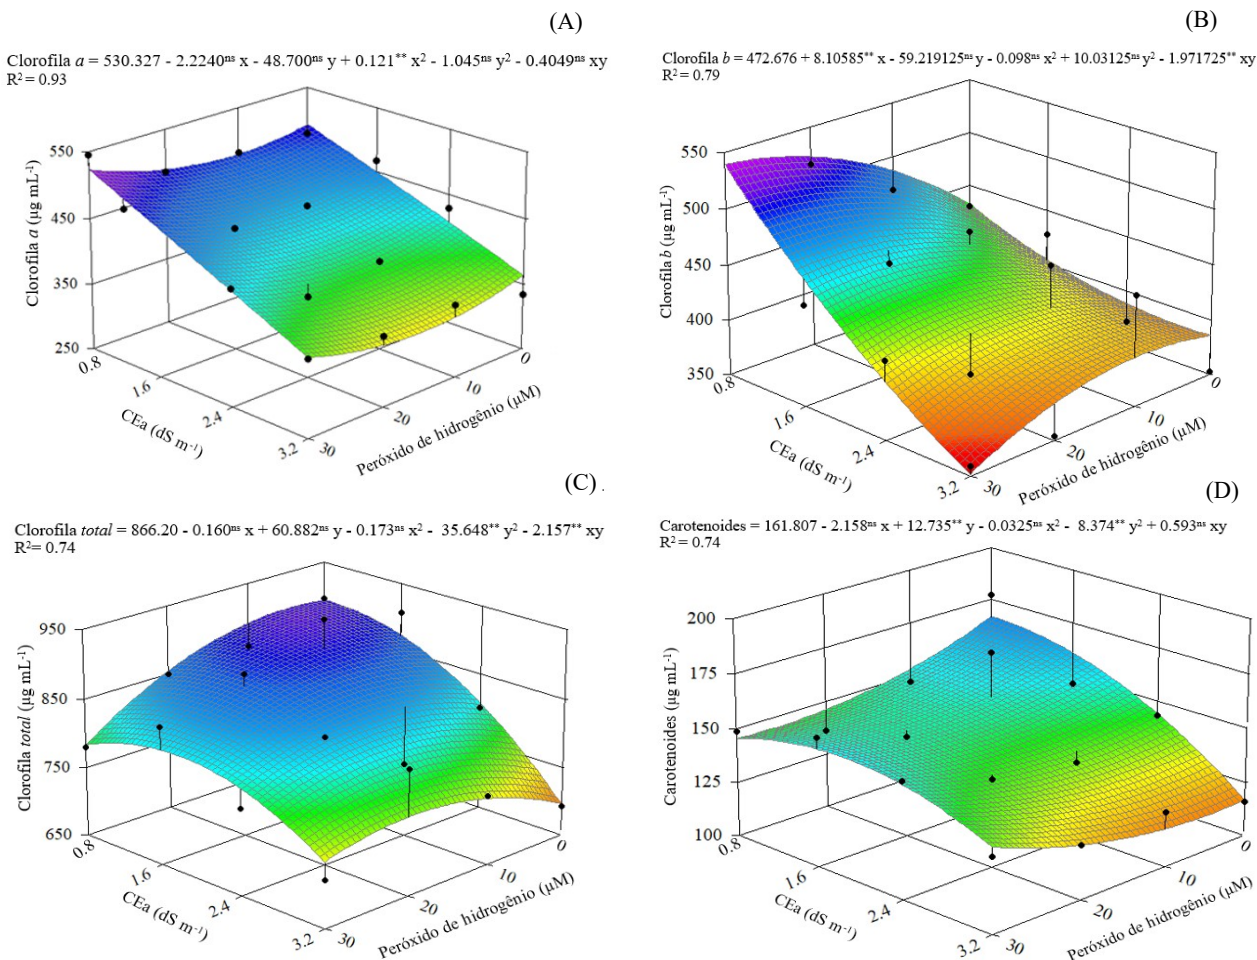 (A)
Clorofila a = 530.327 - 2.2240ⁿˢ x - 48.700ⁿˢ y + 0.121** x² - 1.045ⁿˢ y² - 0.4049ⁿˢ xy
R² = 0.93
550
450
350
250
Clorofila a (µg mL⁻¹)
0.8
1.6
2.4
3.2
CEa (dS m⁻¹)
30
20
10
0
Peróxido de hidrogênio (µM)
(B)
Clorofila b = 472.676 + 8.10585** x - 59.219125ⁿˢ y - 0.098ⁿˢ x² + 10.03125ⁿˢ y² - 1.971725** xy
R² = 0.79
550
500
450
400
350
Clorofila b (µg mL⁻¹)
0.8
1.6
2.4
3.2
CEa (dS m⁻¹)
30
20
10
0
Peróxido de hidrogênio (µM)
(C) .
Clorofila total = 866.20 - 0.160ⁿˢ x + 60.882ⁿˢ y - 0.173ⁿˢ x² - 35.648** y² - 2.157** xy
R²= 0.74
950
850
750
650
Clorofila total (µg mL⁻¹)
0.8
1.6
2.4
3.2
CEa (dS m⁻¹)
30
20
10
0
Peróxido de hidrogênio (µM)
(D)
Carotenoides = 161.807 - 2.158ⁿˢ x + 12.735** y - 0.0325ⁿˢ x² - 8.374** y² + 0.593ⁿˢ xy
R² = 0.74
200
175
150
125
100
Carotenoides (µg mL⁻¹)
0.8
1.6
2.4
3.2
CEa (dS m⁻¹)
30
20
10
0
Peróxido de hidrogênio (µM)